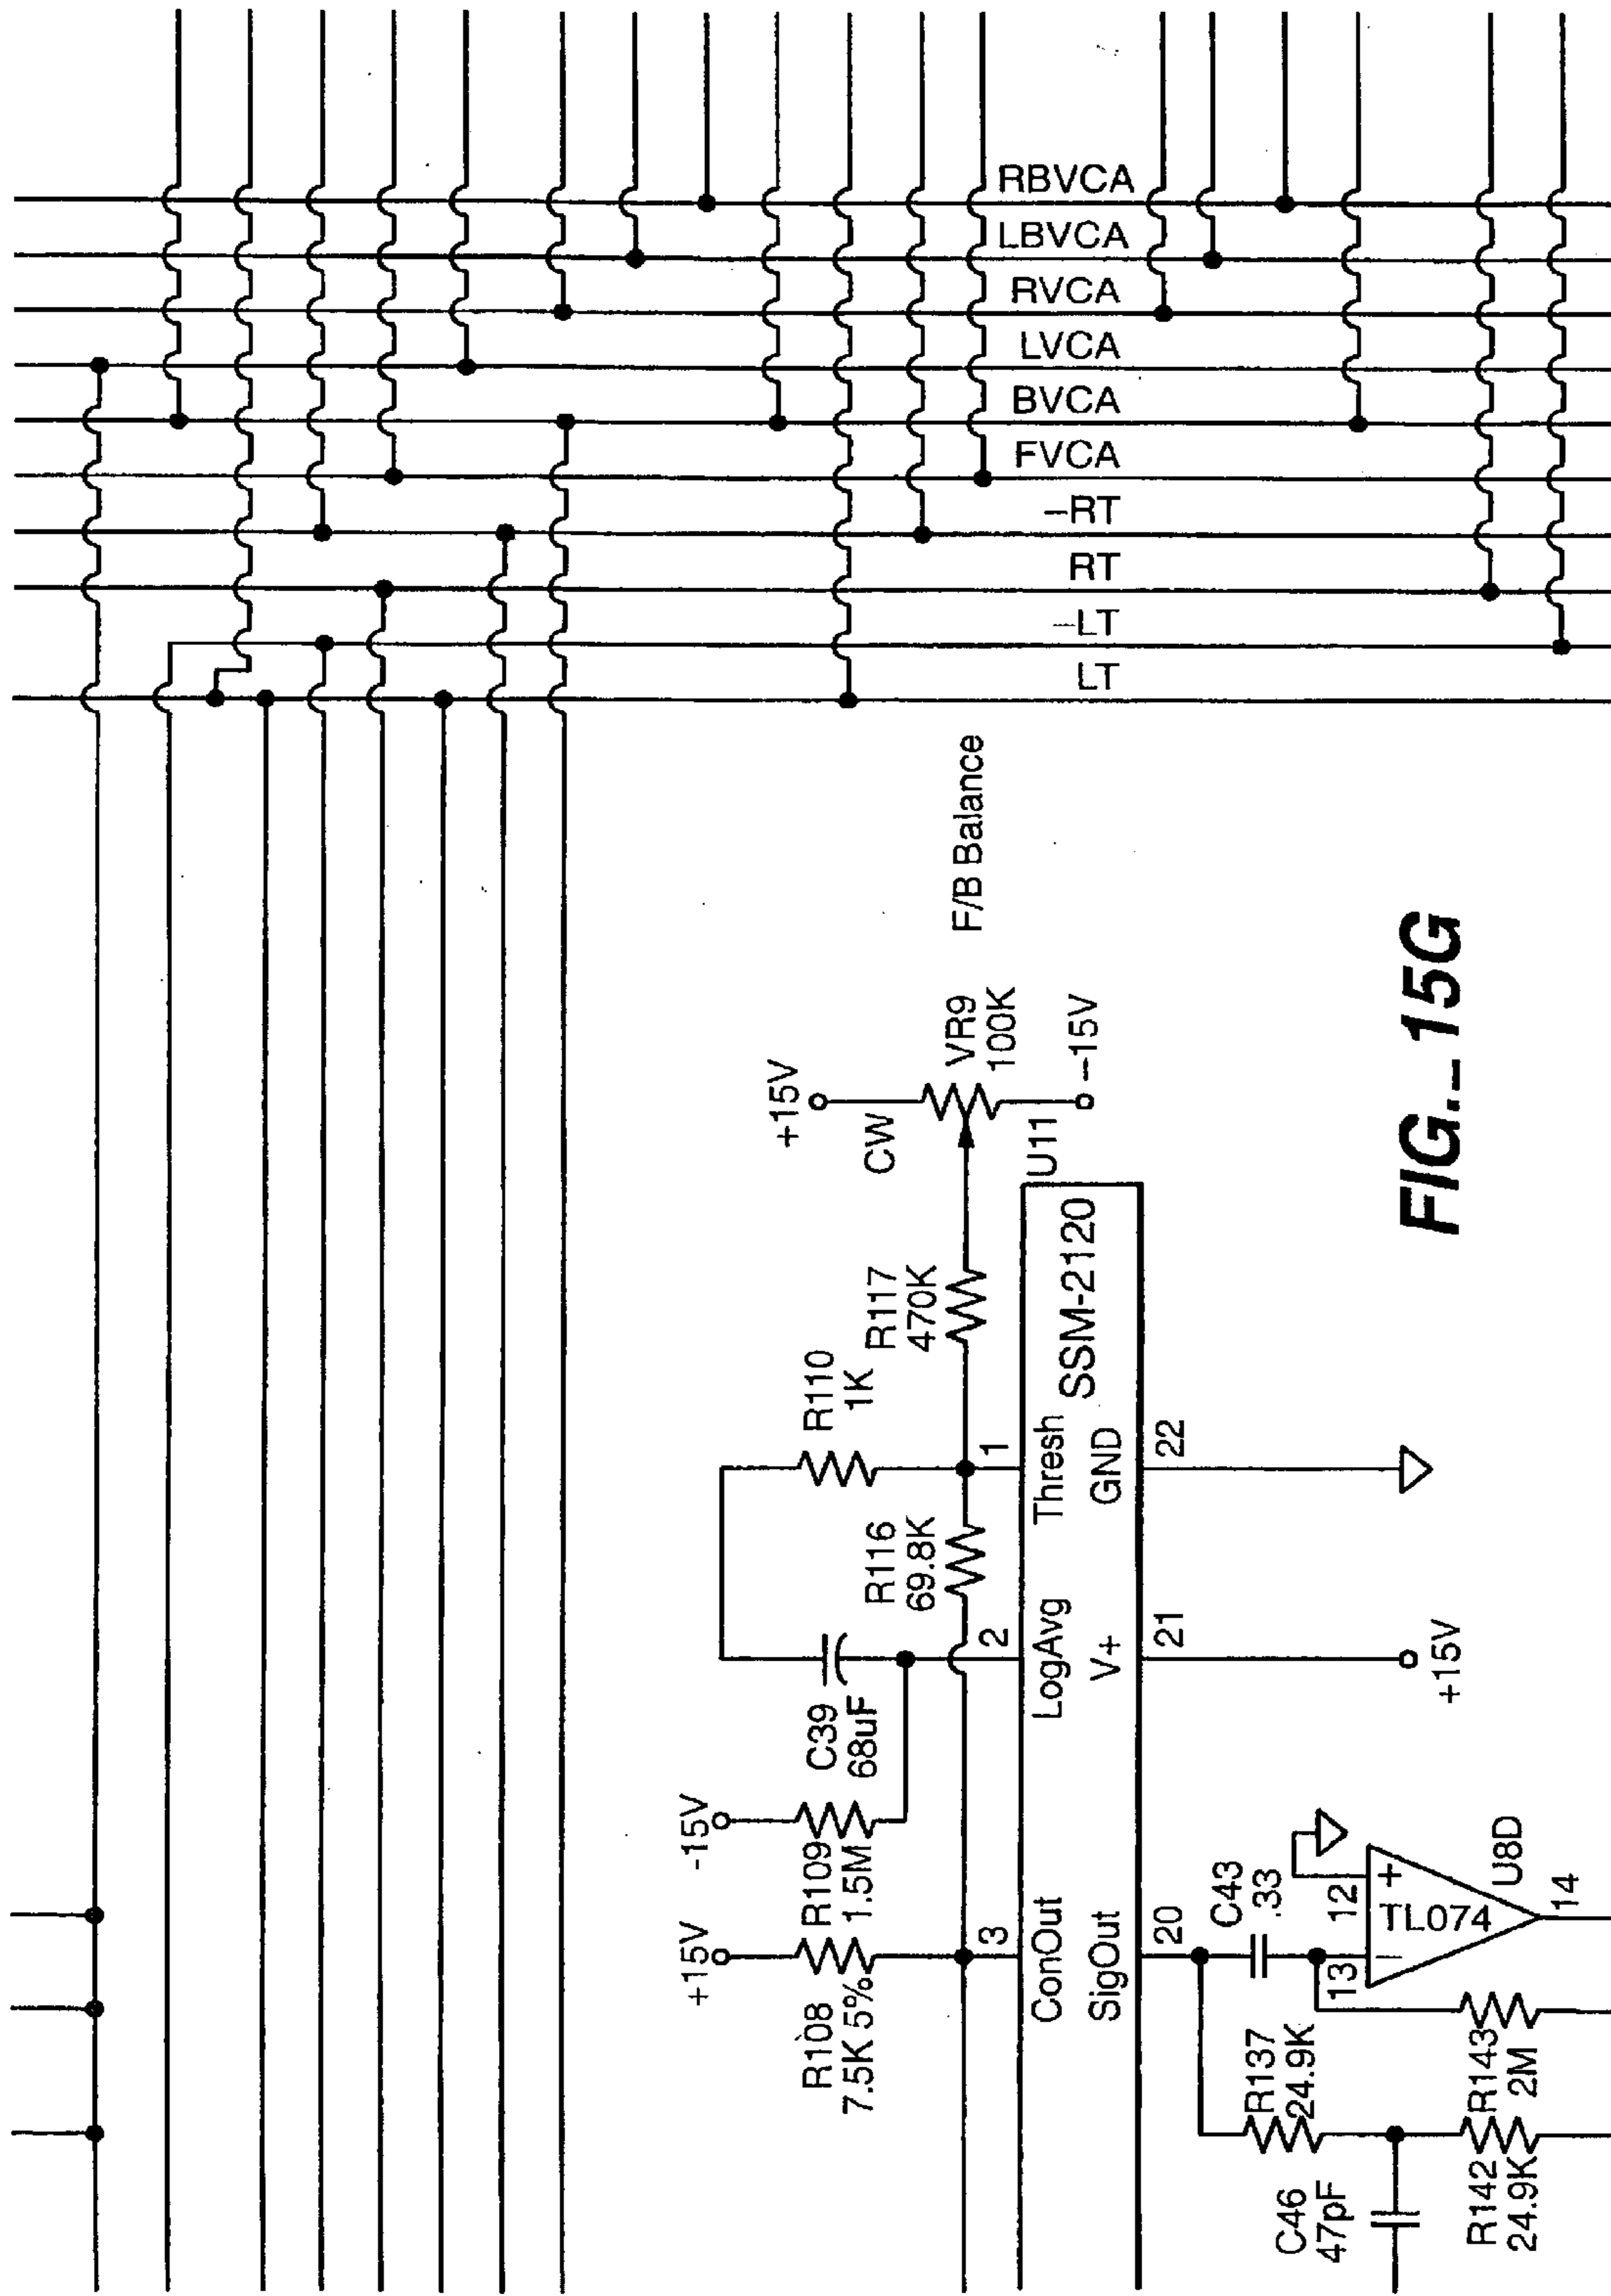 RBVCA
LBVCA
RVCA
LVCA
BVCA
FVCA
–RT
RT
–LT
LT
F/B Balance
+15V
CW
VR9
100K
–15V
U11
R117
470K
R110
1K
R116
69.8K
C39
68uF
-15V
R109
1.5M
+15V
R108
7.5K 5%
3
2
1
ConOut
LogAvg
Thresh
SSM-2120
SigOut
V+
GND
20
21
22
+15V
C43
.33
12
+
13
–
TL074
U8D
14
R137
24.9K
R143
2M
R142
24.9K
C46
47pF
FIG.–15G